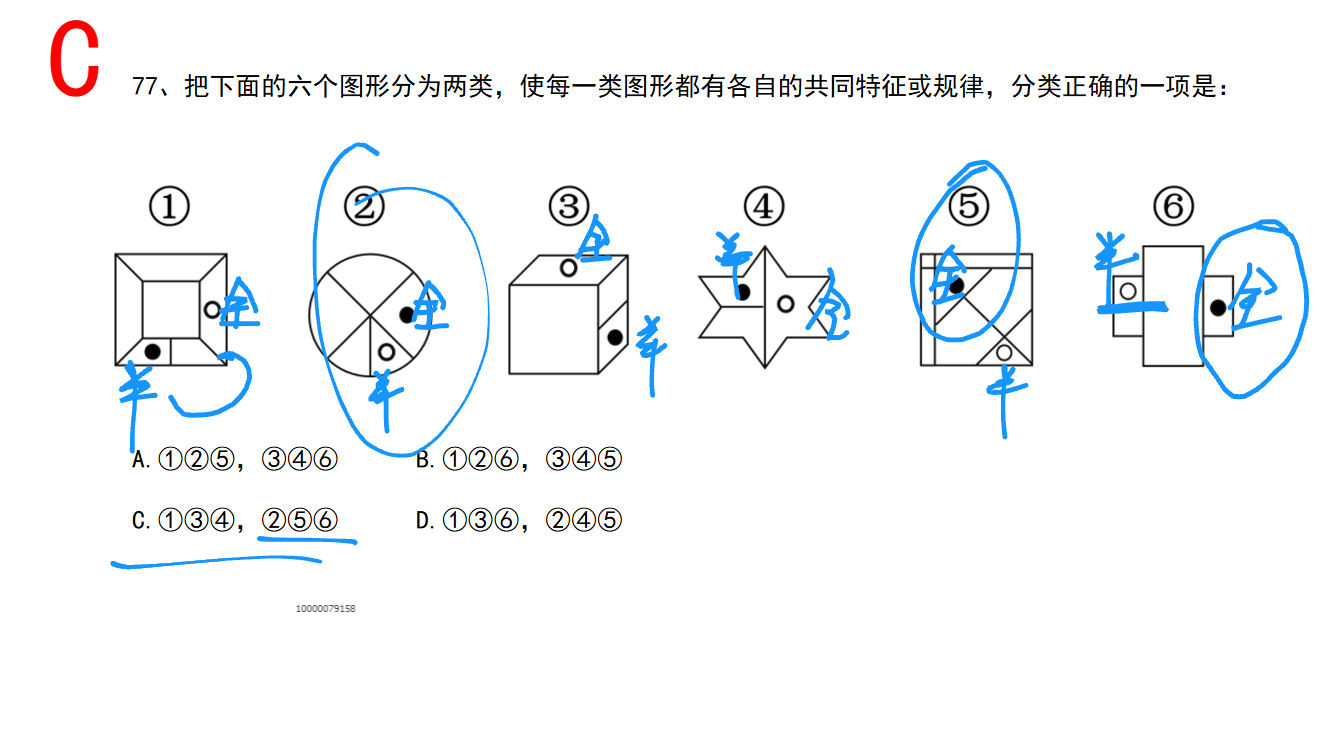 C
77、把下面的六个图形分为两类，使每一类图形都有各自的共同特征或规律，分类正确的一项是：
① ② ③ ④ ⑤ ⑥
全 半 全 半 全 半 半 全 全 半 半 全
A.①②⑤，③④⑥ B.①②⑥，③④⑤
C.①③④，②⑤⑥ D.①③⑥，②④⑤
10000079158